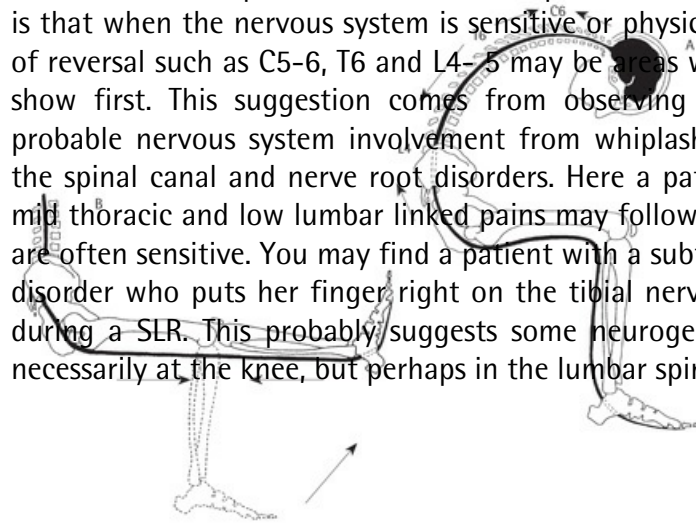 is that when the nervous system is sensitive or physic
of reversal such as C5-6, T6 and L4- 5 may be areas w
show first. This suggestion comes from observing
probable nervous system involvement from whiplash
the spinal canal and nerve root disorders. Here a pat
mid thoracic and low lumbar linked pains may follow
are often sensitive. You may find a patient with a subt
disorder who puts her finger right on the tibial nerv
during a SLR. This probably suggests some neuroge
necessarily at the knee, but perhaps in the lumbar spin
C6
T6
A
L4
B